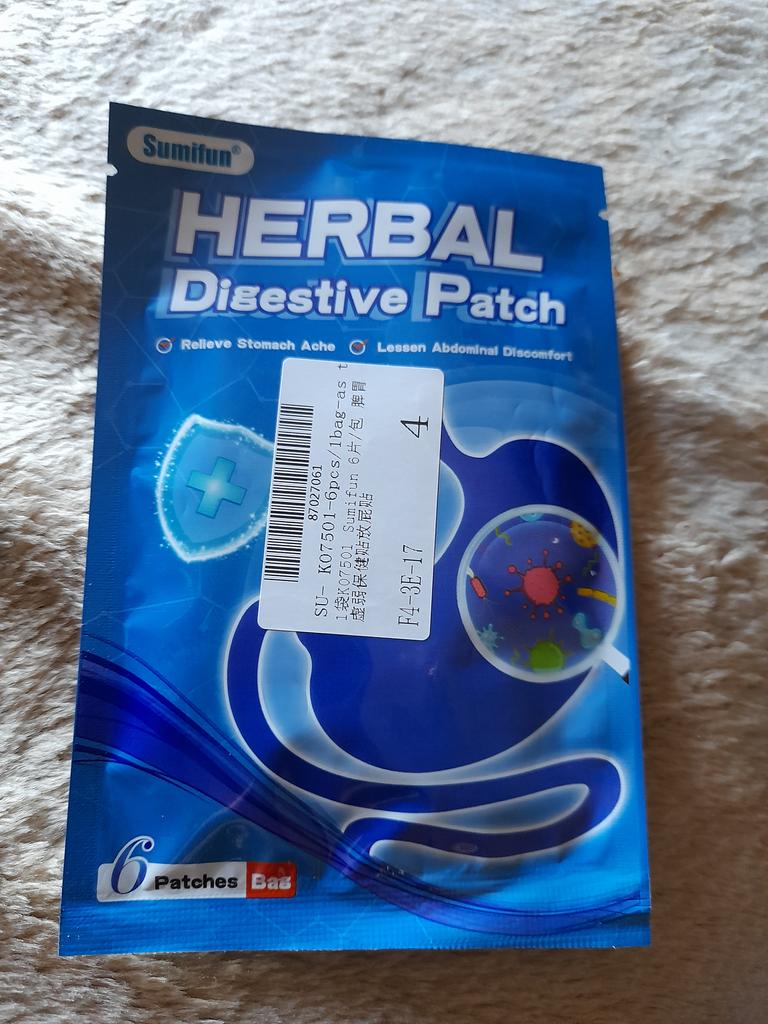 Sumifun®
HERBAL
Digestive Patch
Relieve Stomach Ache Lessen Abdominal Discomfort
87027061
SU- K07501-6pcs/1bag-as t
1袋K07501 Sumifun 6片/包 脾胃
虚弱保健贴放屁贴
F4-3E-17 4
6 Patches Bag